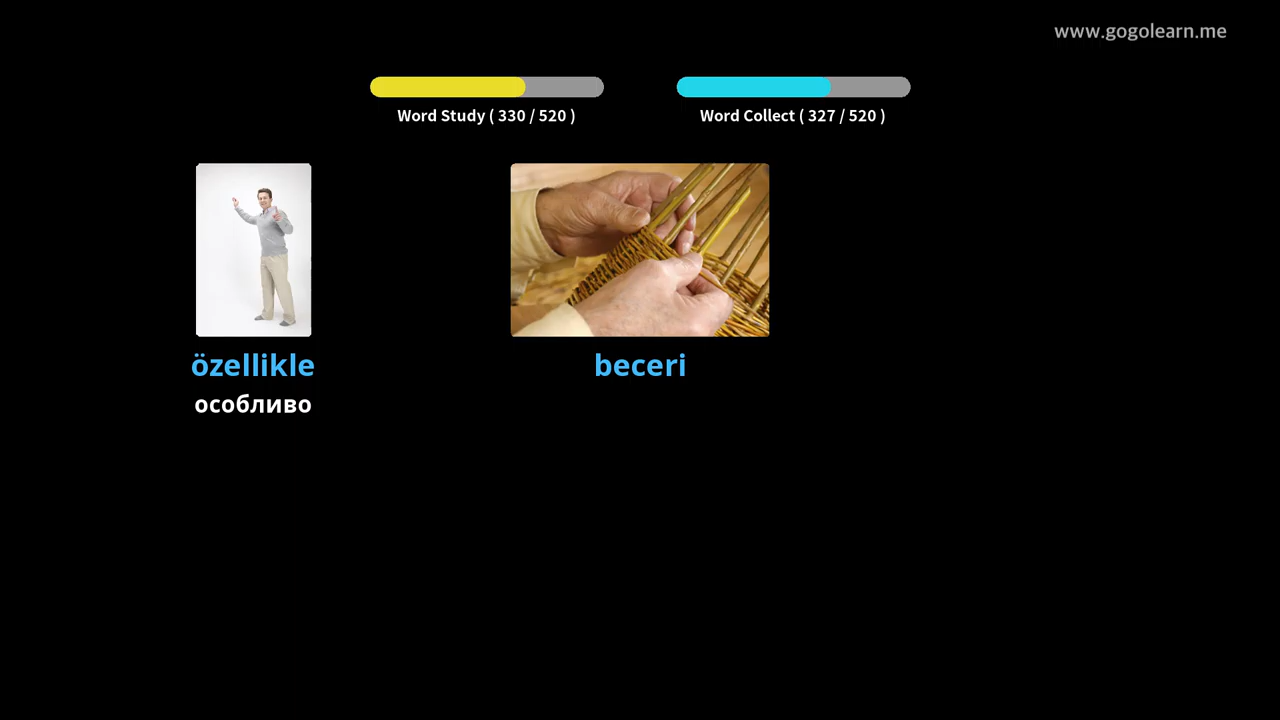 www.gogolearn.me
Word Study ( 330 / 520 )
Word Collect ( 327 / 520 )
özellikle
особливо
beceri